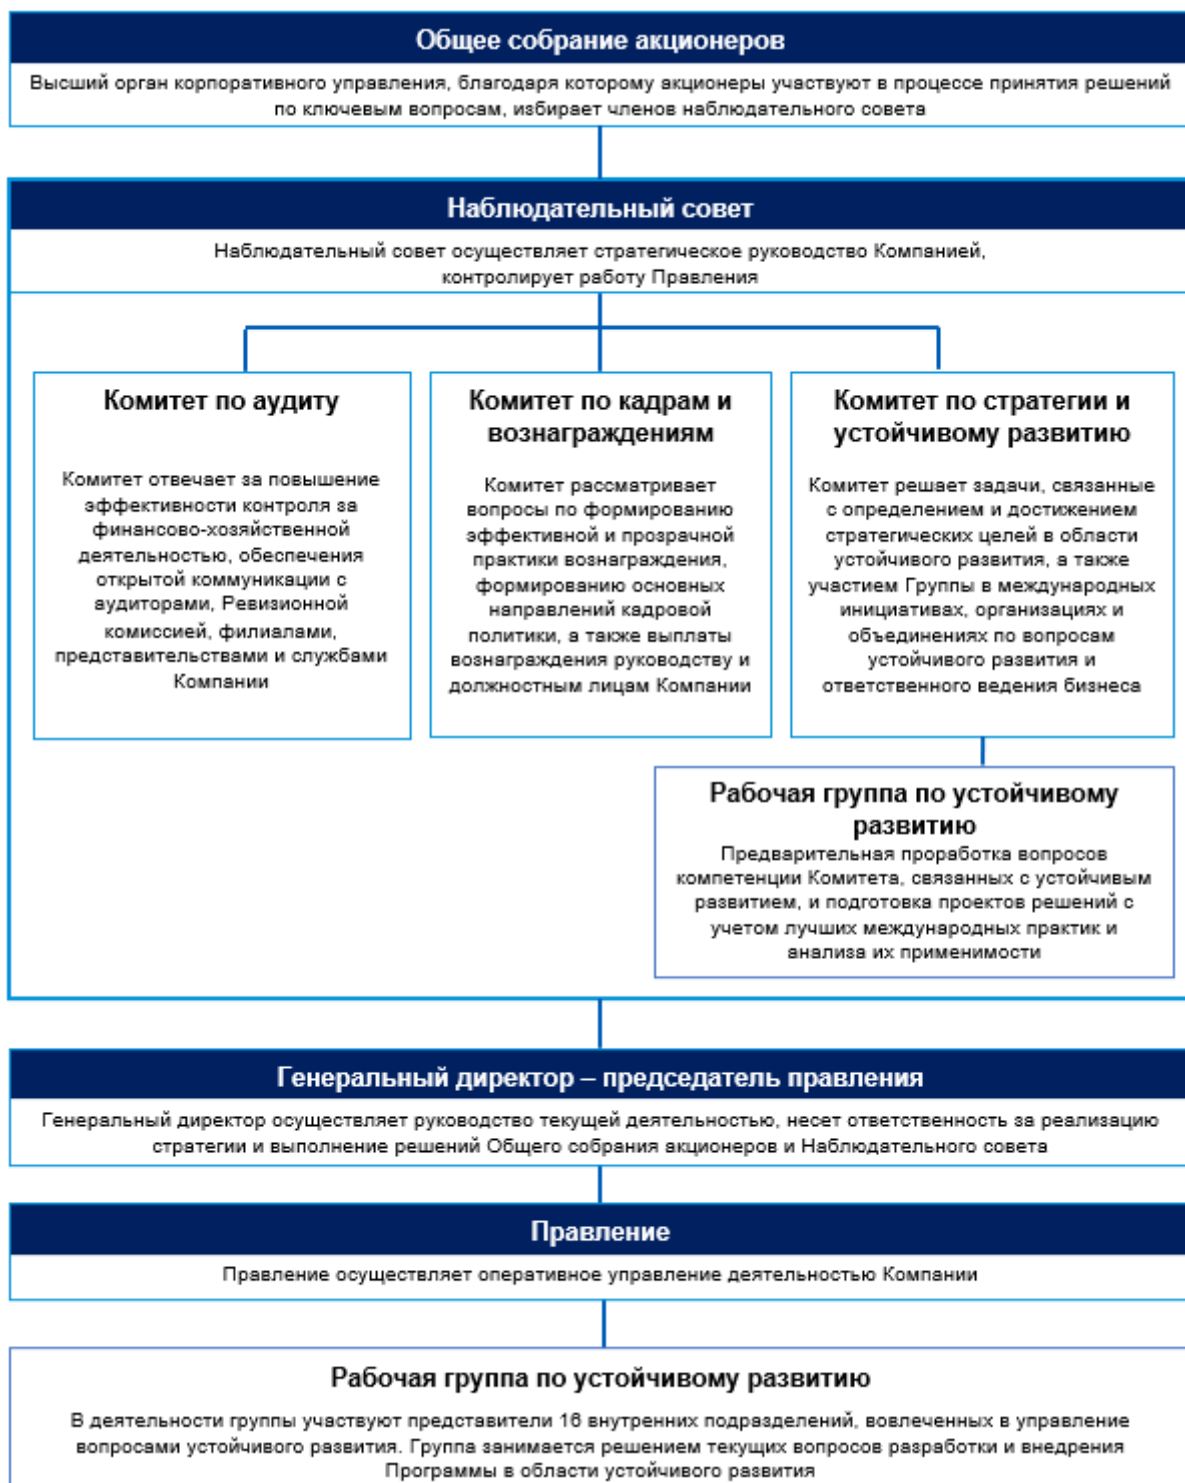 Общее собрание акционеров
Высший орган корпоративного управления, благодаря которому акционеры участвуют в процессе принятия решений
по ключевым вопросам, избирает членов наблюдательного совета
Наблюдательный совет
Наблюдательный совет осуществляет стратегическое руководство Компанией,
контролирует работу Правления
Комитет по аудиту
Комитет отвечает за повышение
эффективности контроля за
финансово-хозяйственной
деятельностью, обеспечения
открытой коммуникации с
аудиторами, Ревизионной
комиссией, филиалами,
представительствами и службами
Компании
Комитет по кадрам и
вознаграждениям
Комитет рассматривает
вопросы по формированию
эффективной и прозрачной
практики вознаграждения,
формированию основных
направлений кадровой
политики, а также выплаты
вознаграждения руководству и
должностным лицам Компании
Комитет по стратегии и
устойчивому развитию
Комитет решает задачи, связанные
с определением и достижением
стратегических целей в области
устойчивого развития, а также
участием Группы в международных
инициативах, организациях и
объединениях по вопросам
устойчивого развития и
ответственного ведения бизнеса
Рабочая группа по устойчивому
развитию
Предварительная проработка вопросов
компетенции Комитета, связанных с устойчивым
развитием, и подготовка проектов решений с
учетом лучших международных практик и
анализа их применимости
Генеральный директор – председатель правления
Генеральный директор осуществляет руководство текущей деятельностью, несет ответственность за реализацию
стратегии и выполнение решений Общего собрания акционеров и Наблюдательного совета
Правление
Правление осуществляет оперативное управление деятельностью Компании
Рабочая группа по устойчивому развитию
В деятельности группы участвуют представители 16 внутренних подразделений, вовлеченных в управление
вопросами устойчивого развития. Группа занимается решением текущих вопросов разработки и внедрения
Программы в области устойчивого развития